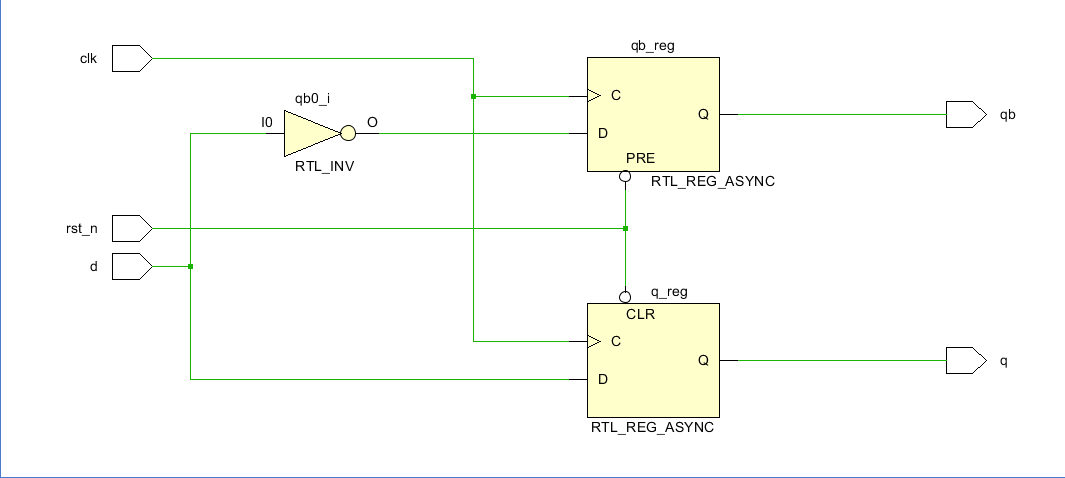 qb_reg
clk
qb0_i
C
I0
O
Q
qb
D
PRE
RTL_INV
RTL_REG_ASYNC
rst_n
d
q_reg
CLR
C
Q
q
D
RTL_REG_ASYNC